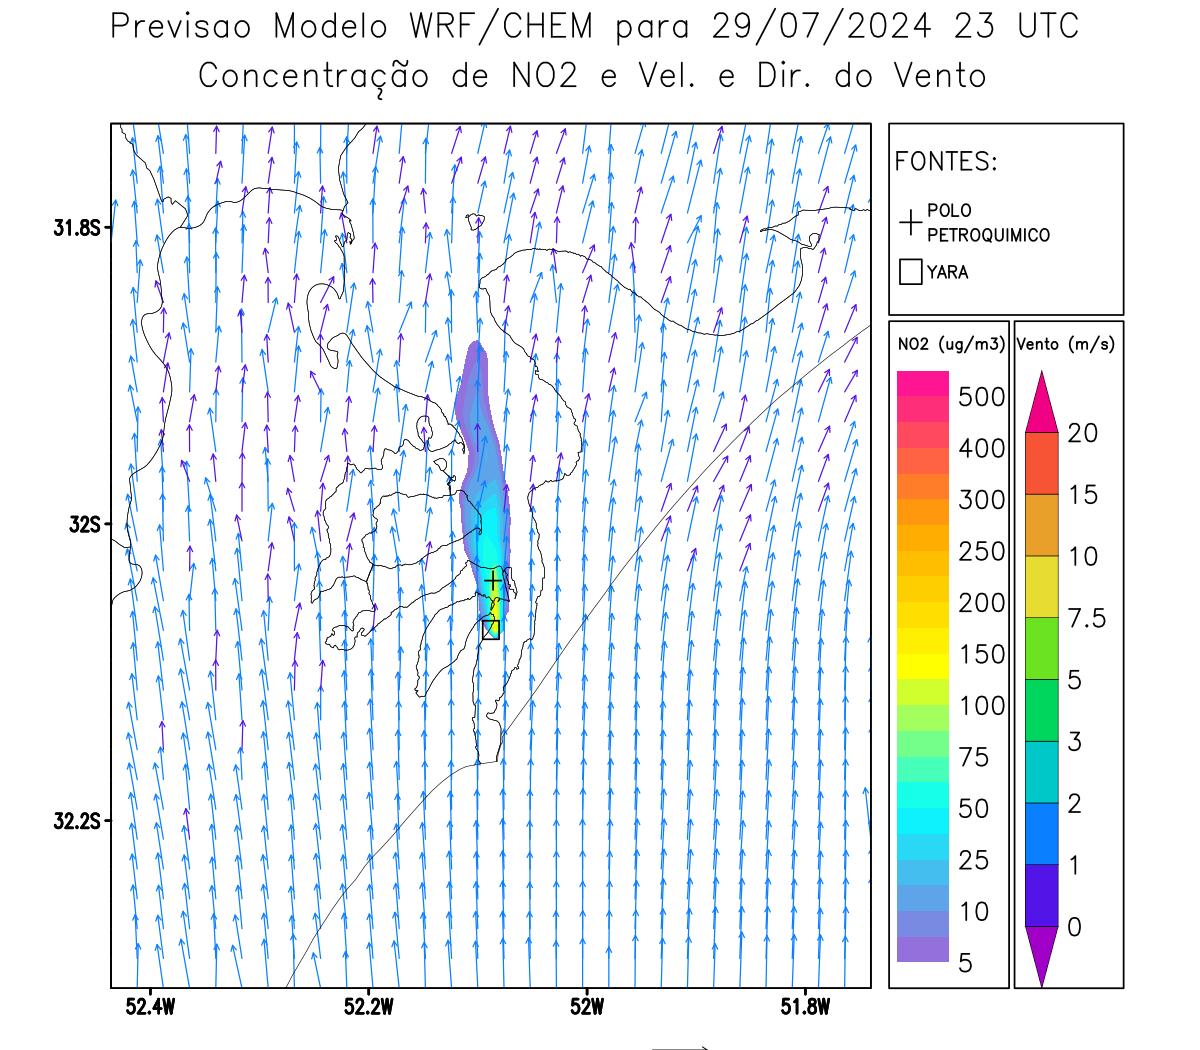 Previsao Modelo WRF/CHEM para 29/07/2024 23 UTC
Concentração de NO2 e Vel. e Dir. do Vento
FONTES:
POLO
PETROQUIMICO
YARA
NO2 (ug/m3)
500
400
300
250
200
150
100
75
50
25
10
5
Vento (m/s)
20
15
10
7.5
5
3
2
1
0
31.8S
32S
32.2S
52.4W
52.2W
52W
51.8W